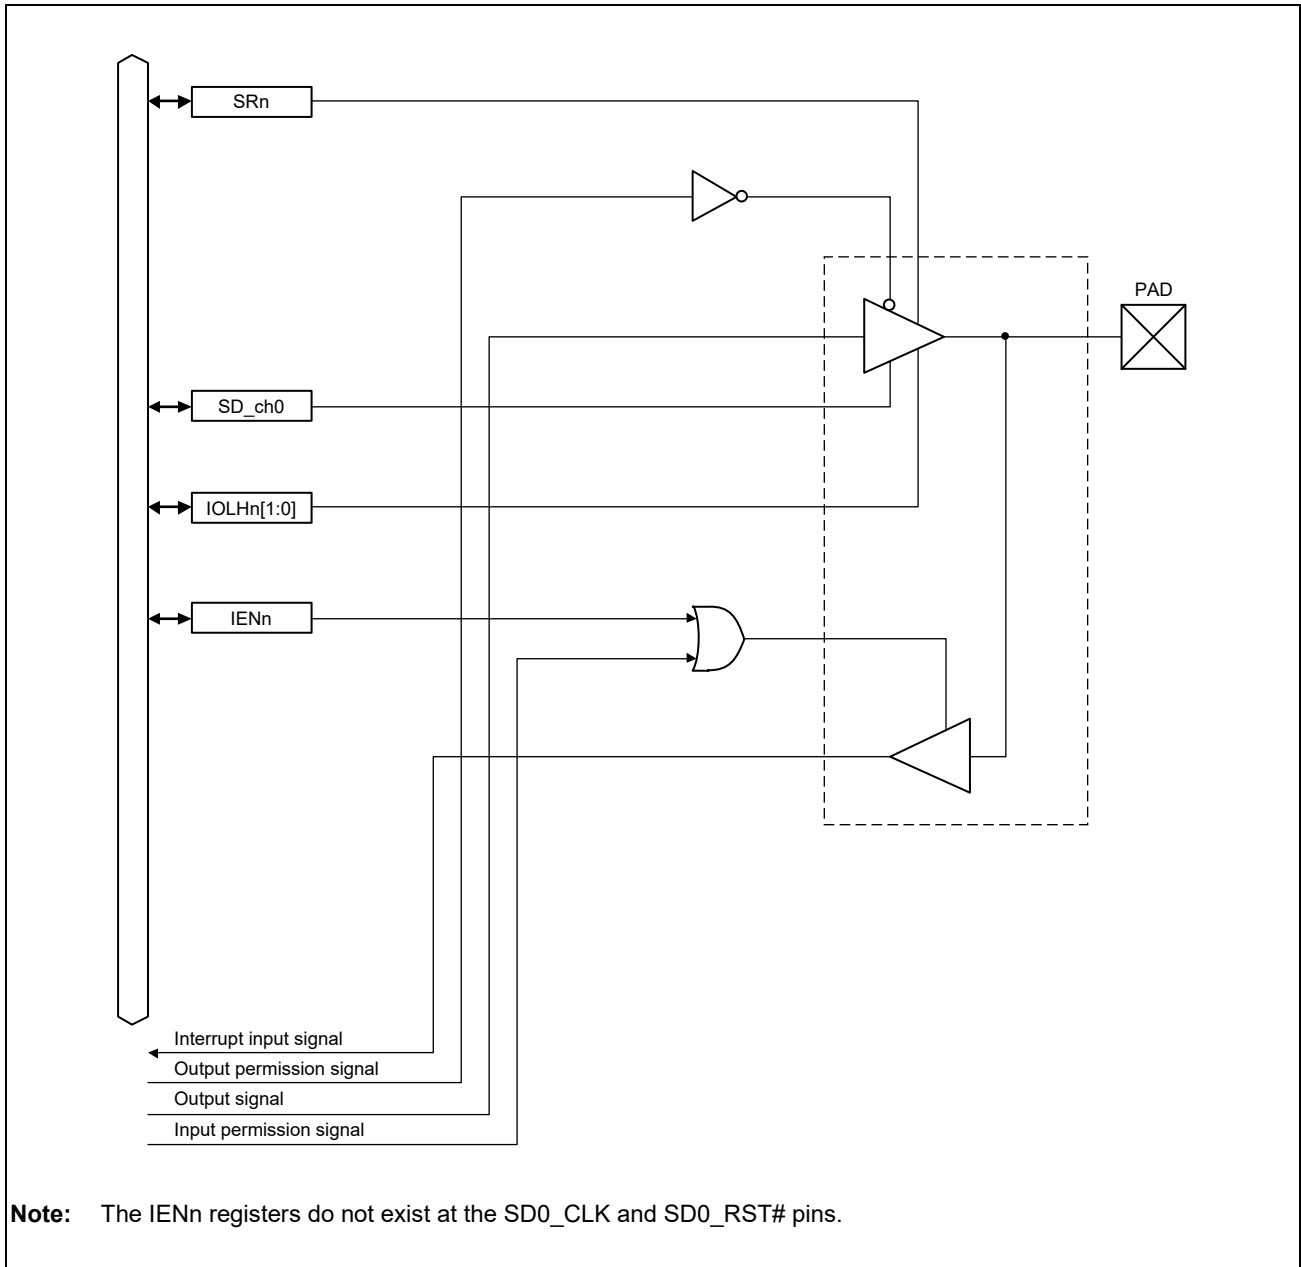 SRn
PAD
SD_ch0
IOLHn[1:0]
IENn
Interrupt input signal
Output permission signal
Output signal
Input permission signal
Note: The IENn registers do not exist at the SD0_CLK and SD0_RST# pins.